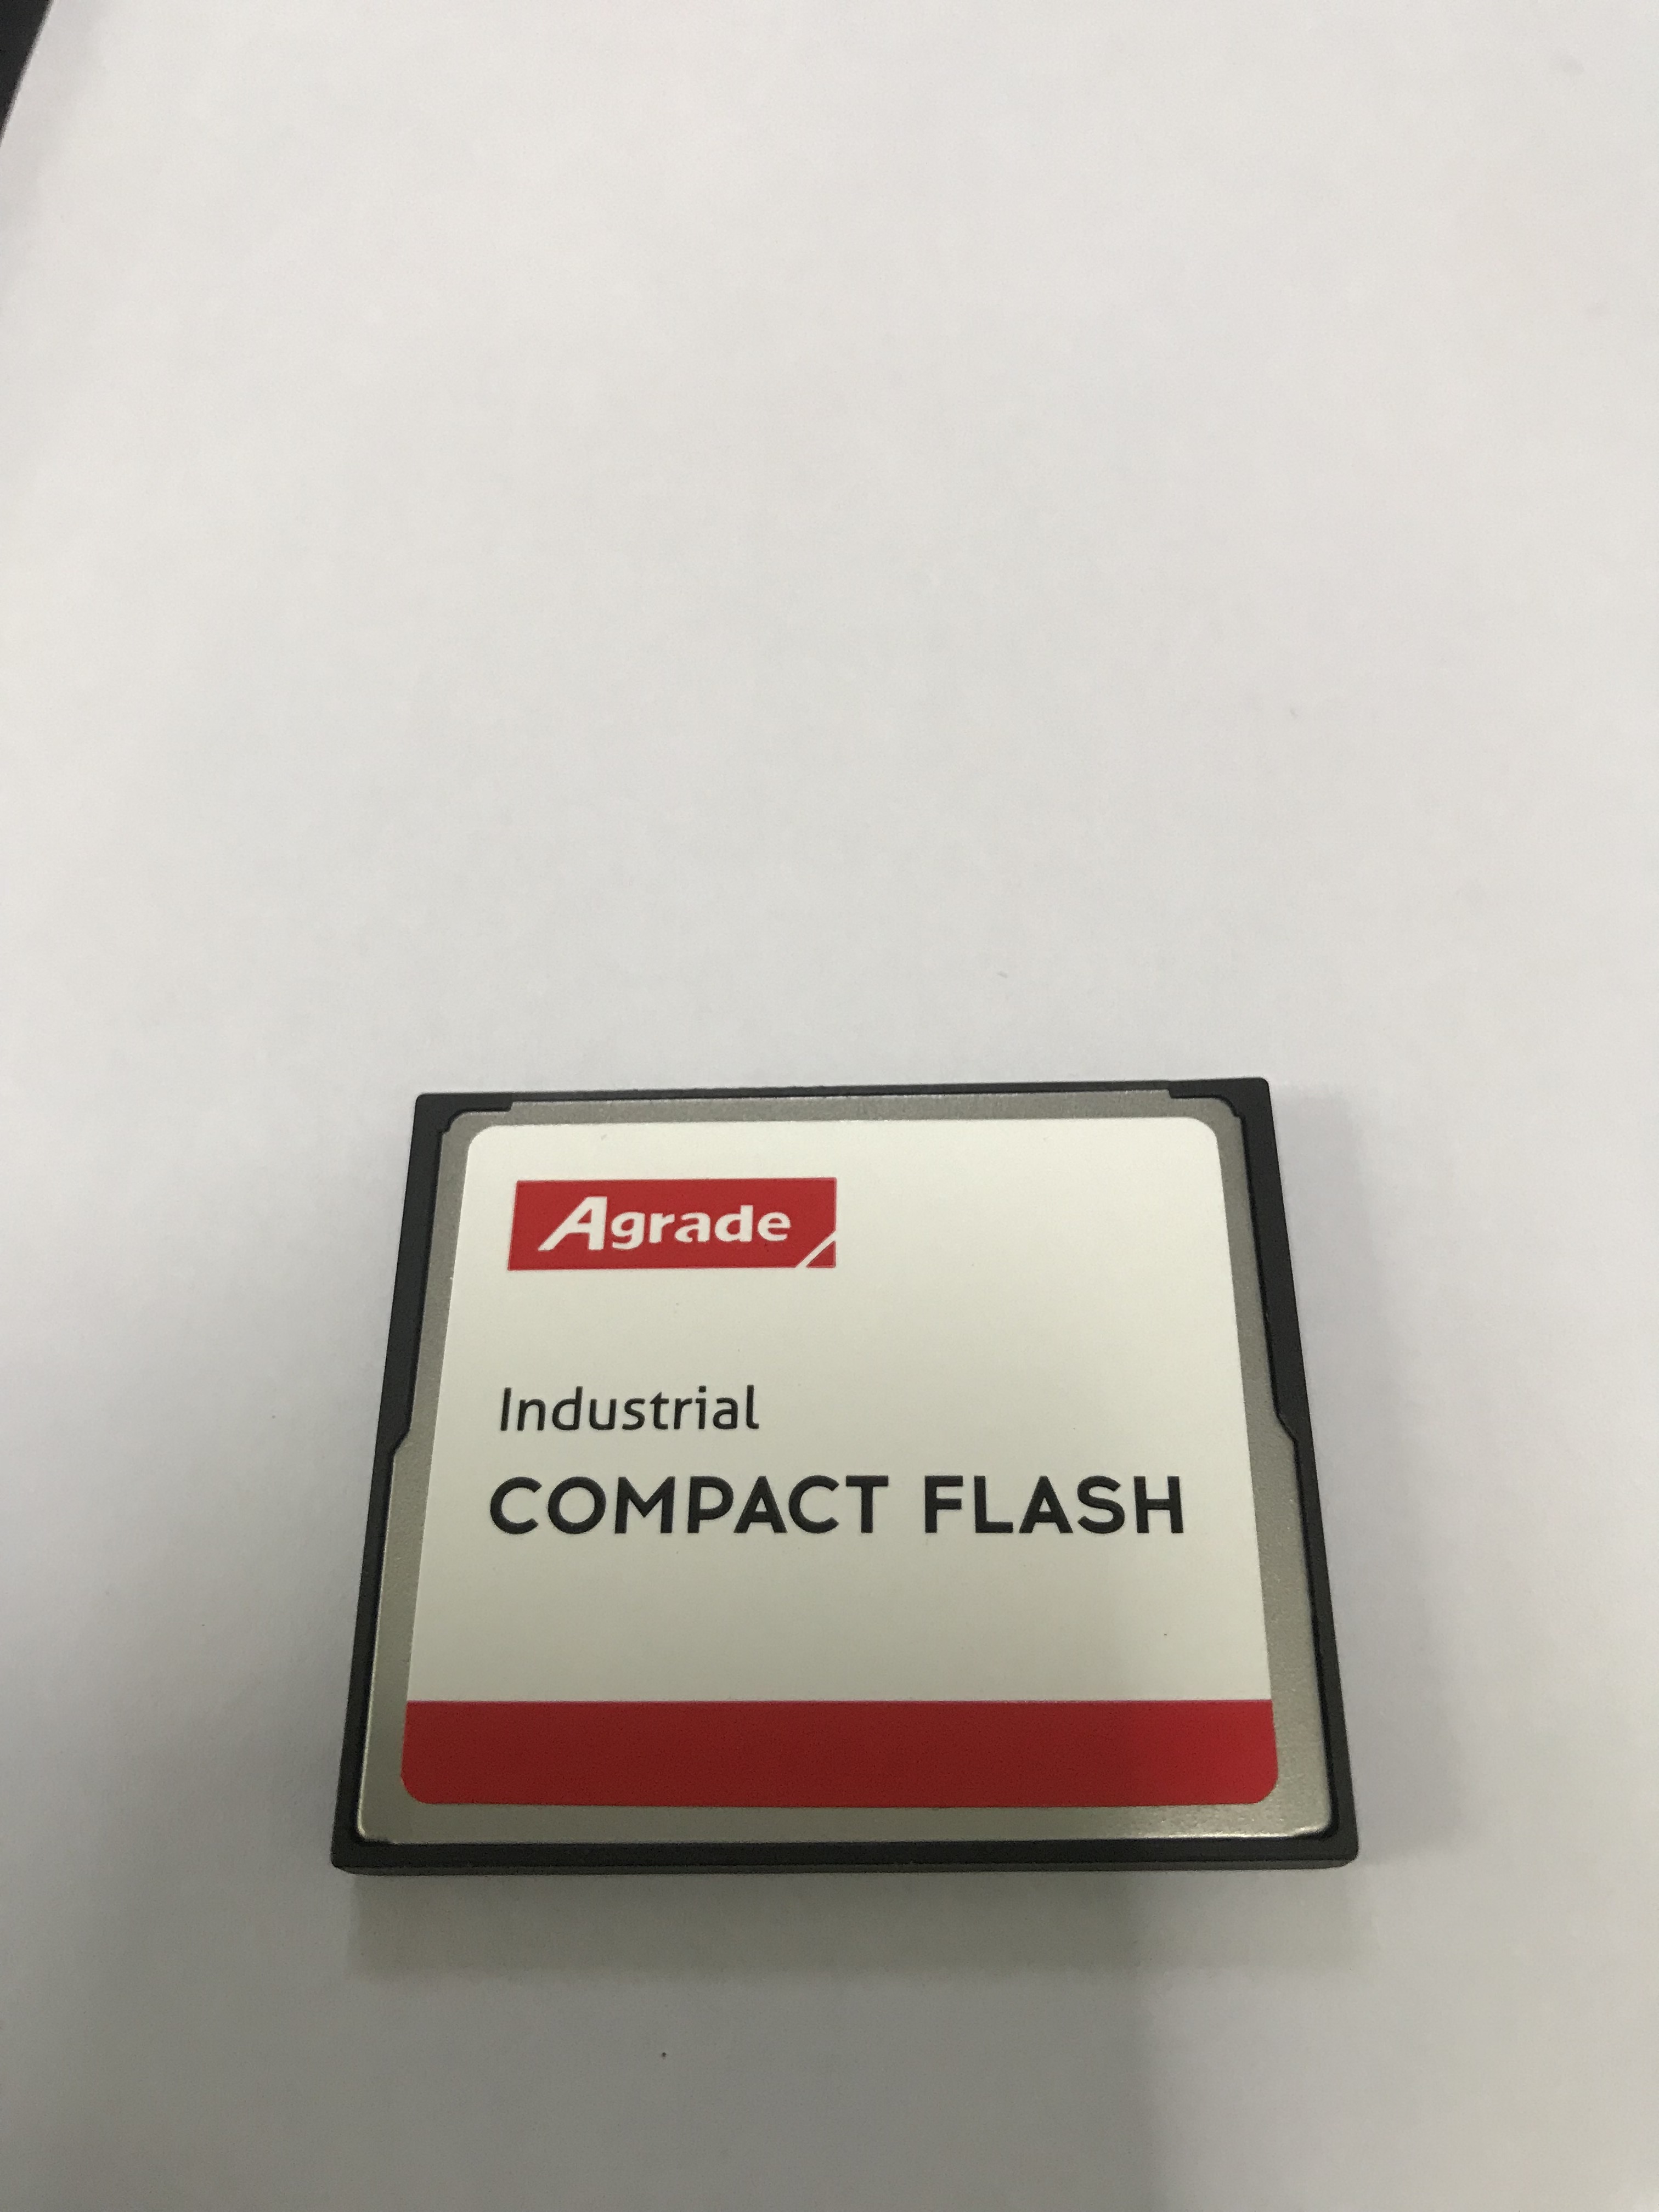 Agrade
Industrial
COMPACT FLASH